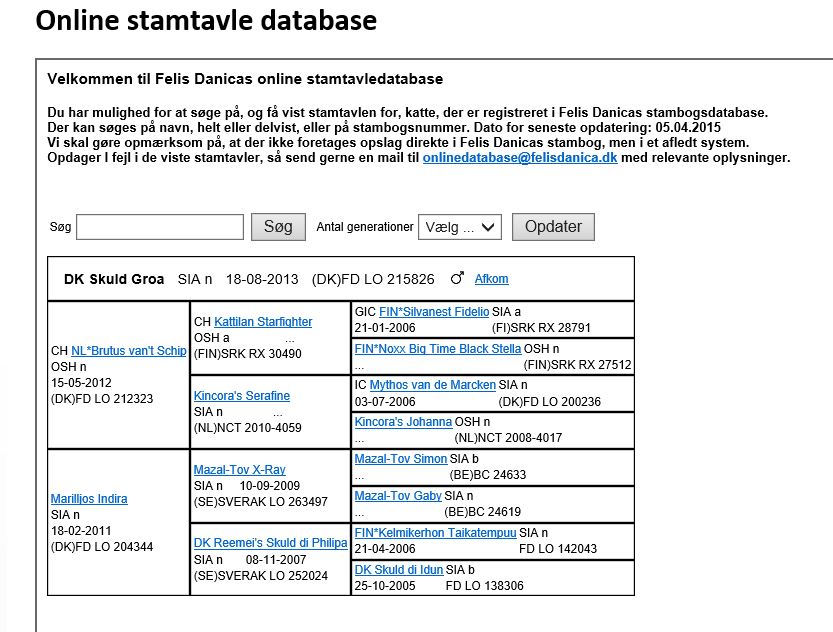 Online stamtavle database
Velkommen til Felis Danicas online stamtavledatabase
Du har mulighed for at søge på, og få vist stamtavlen for, katte, der er registreret i Felis Danicas stambogsdatabase.
Der kan søges på navn, helt eller delvist, eller på stambogsnummer. Dato for seneste opdatering: 05.04.2015
Vi skal gøre opmærksom på, at der ikke foretages opslag direkte i Felis Danicas stambog, men i et afledt system.
Opdager I fejl i de viste stamtavler, så send gerne en mail til onlinedatabase@felisdanica.dk med relevante oplysninger.
Søg Søg Antal generationer Vælg ... Opdater
DK Skuld Groa SIA n 18-08-2013 (DK)FD LO 215826 ♂ Afkom
CH NL*Brutus van't Schip
OSH n
15-05-2012
(DK)FD LO 212323
CH Kattilan Starfighter
OSH a ...
(FIN)SRK RX 30490
GIC FIN*Silvanest Fidelio SIA a
21-01-2006 (FI)SRK RX 28791
FIN*Noxx Big Time Black Stella OSH n
... (FIN)SRK RX 27512
Kincora's Serafine
SIA n ...
(NL)NCT 2010-4059
IC Mythos van de Marcken SIA n
03-07-2006 (DK)FD LO 200236
Kincora's Johanna OSH n
... (NL)NCT 2008-4017
Marilljos Indira
SIA n
18-02-2011
(DK)FD LO 204344
Mazal-Tov X-Ray
SIA n 10-09-2009
(SE)SVERAK LO 263497
Mazal-Tov Simon SIA b
... (BE)BC 24633
Mazal-Tov Gaby SIA n
... (BE)BC 24619
DK Reemei's Skuld di Philipa
SIA n 08-11-2007
(SE)SVERAK LO 252024
FIN*Kelmikerhon Taikatempuu SIA n
21-04-2006 FD LO 142043
DK Skuld di Idun SIA b
25-10-2005 FD LO 138306